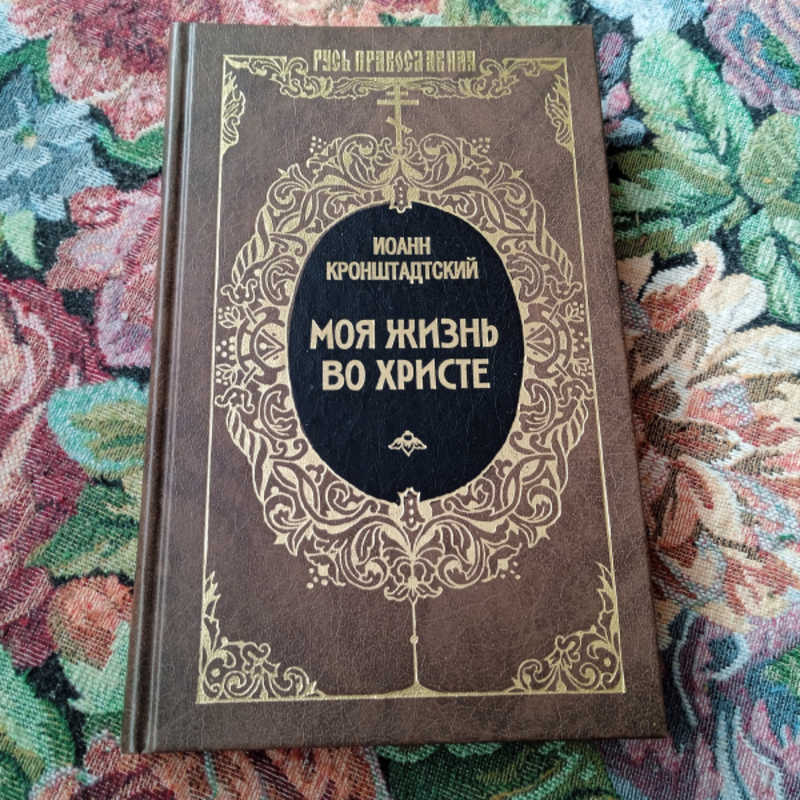 РУСЬ ПРАВОСЛАВНАЯ
ИОАНН
КРОНШТАДТСКИЙ
МОЯ ЖИЗНЬ
ВО ХРИСТЕ